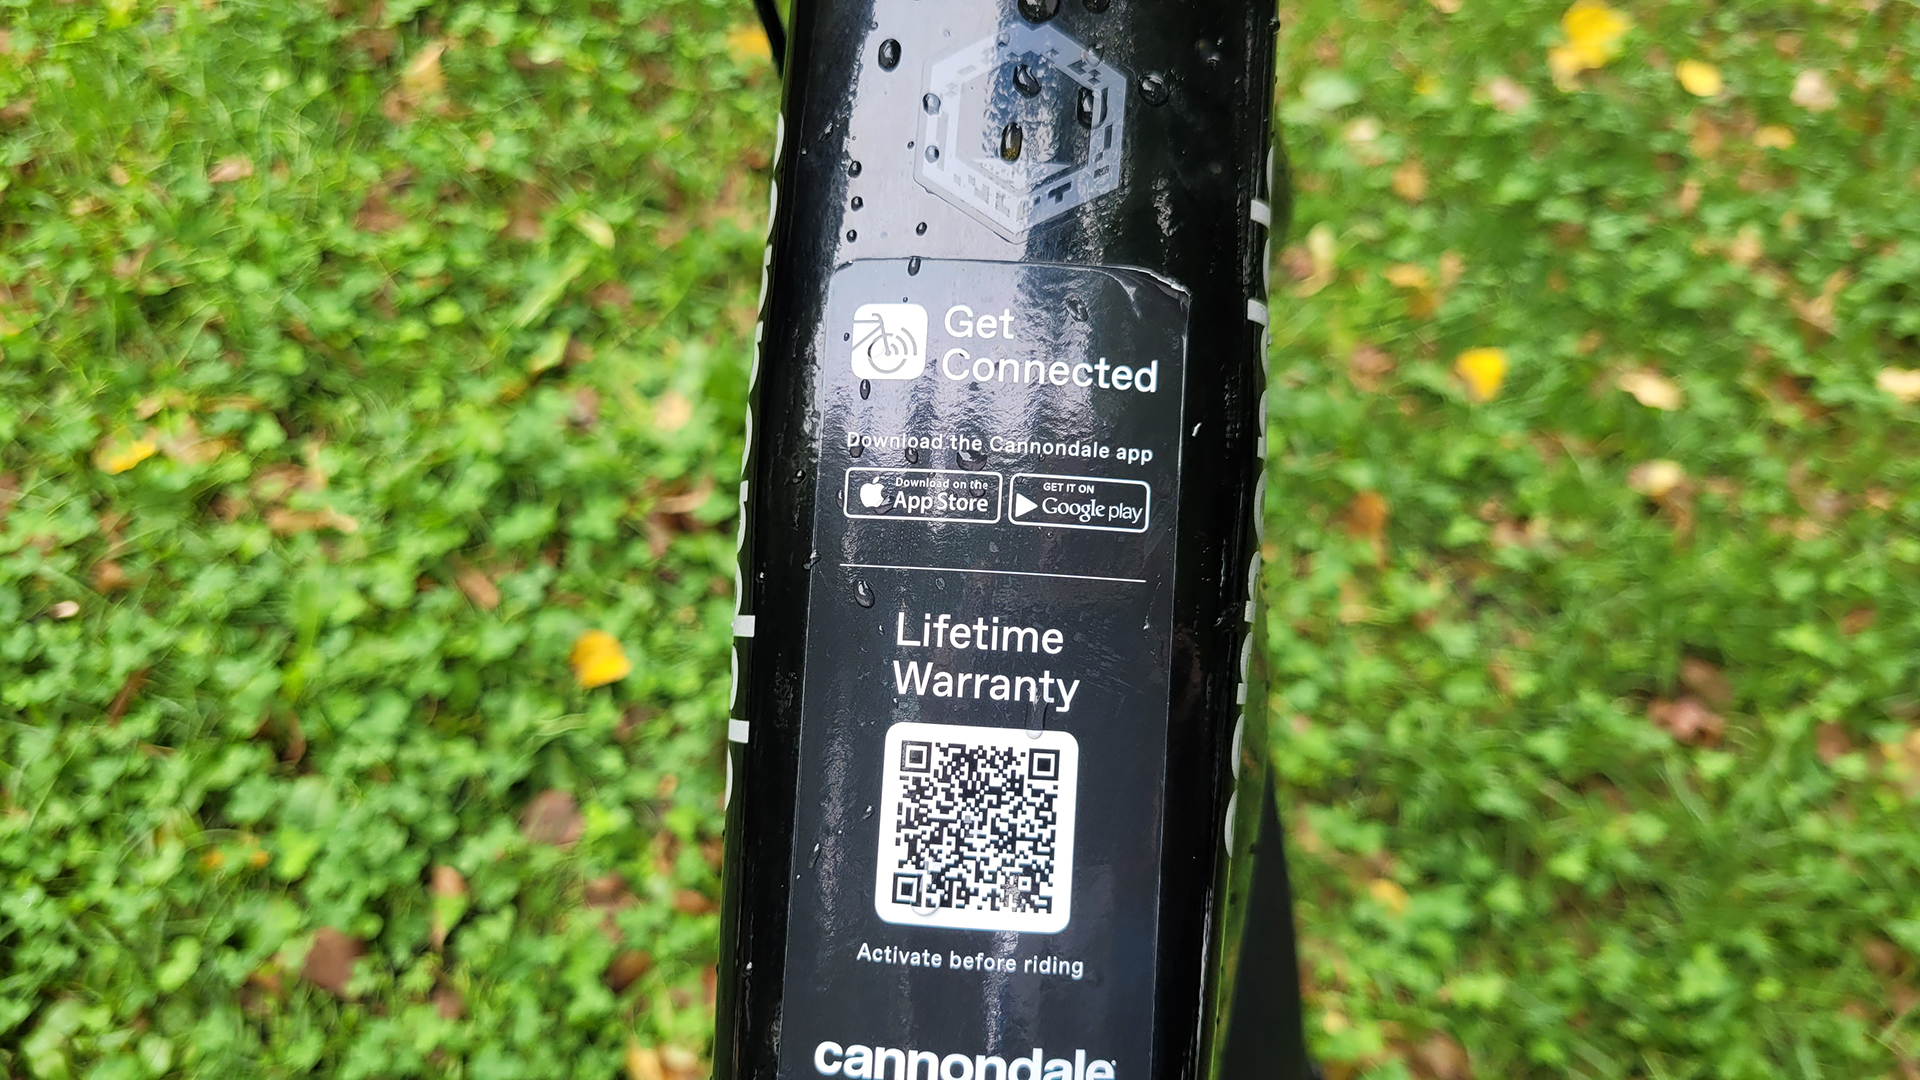 Get
Connected
Download the Cannondale app
Download on the
App Store
GET IT ON
Google play
Lifetime
Warranty
Activate before riding
cannondale